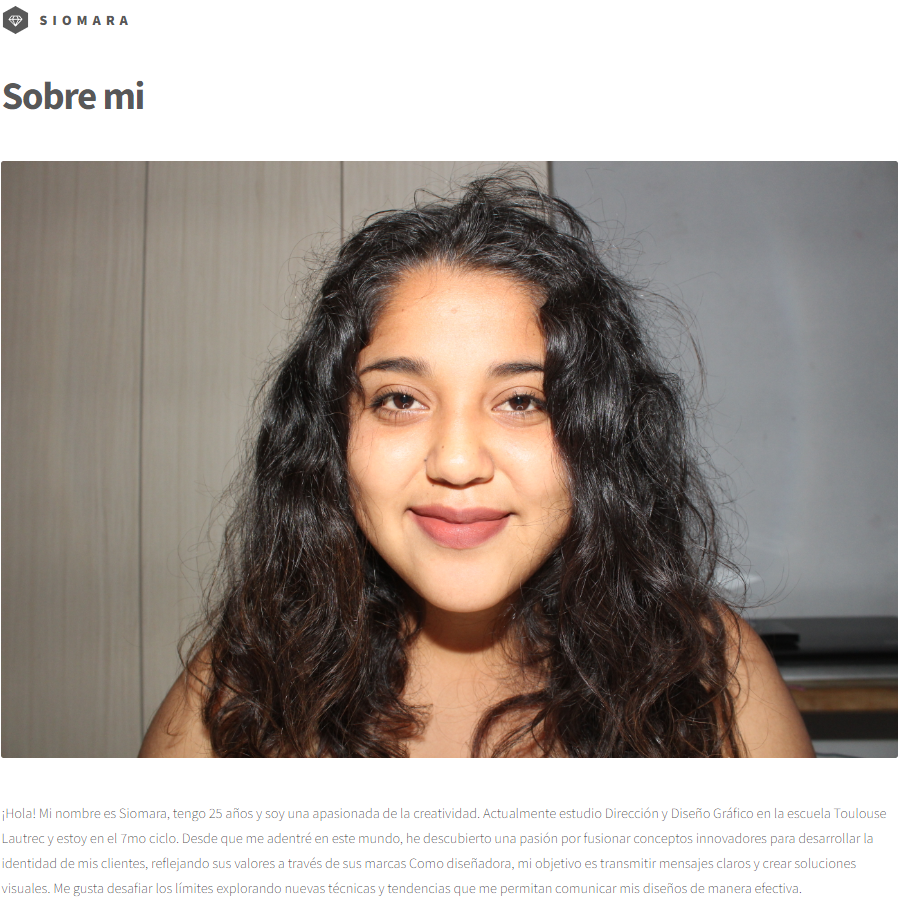 SIOMARA
Sobre mi
¡Hola! Mi nombre es Siomara, tengo 25 años y soy una apasionada de la creatividad. Actualmente estudio Dirección y Diseño Gráfico en la escuela Toulouse
Lautrec y estoy en el 7mo ciclo. Desde que me adentré en este mundo, he descubierto una pasión por fusionar conceptos innovadores para desarrollar la
identidad de mis clientes, reflejando sus valores a través de sus marcas Como diseñadora, mi objetivo es transmitir mensajes claros y crear soluciones
visuales. Me gusta desafiar los límites explorando nuevas técnicas y tendencias que me permitan comunicar mis diseños de manera efectiva.